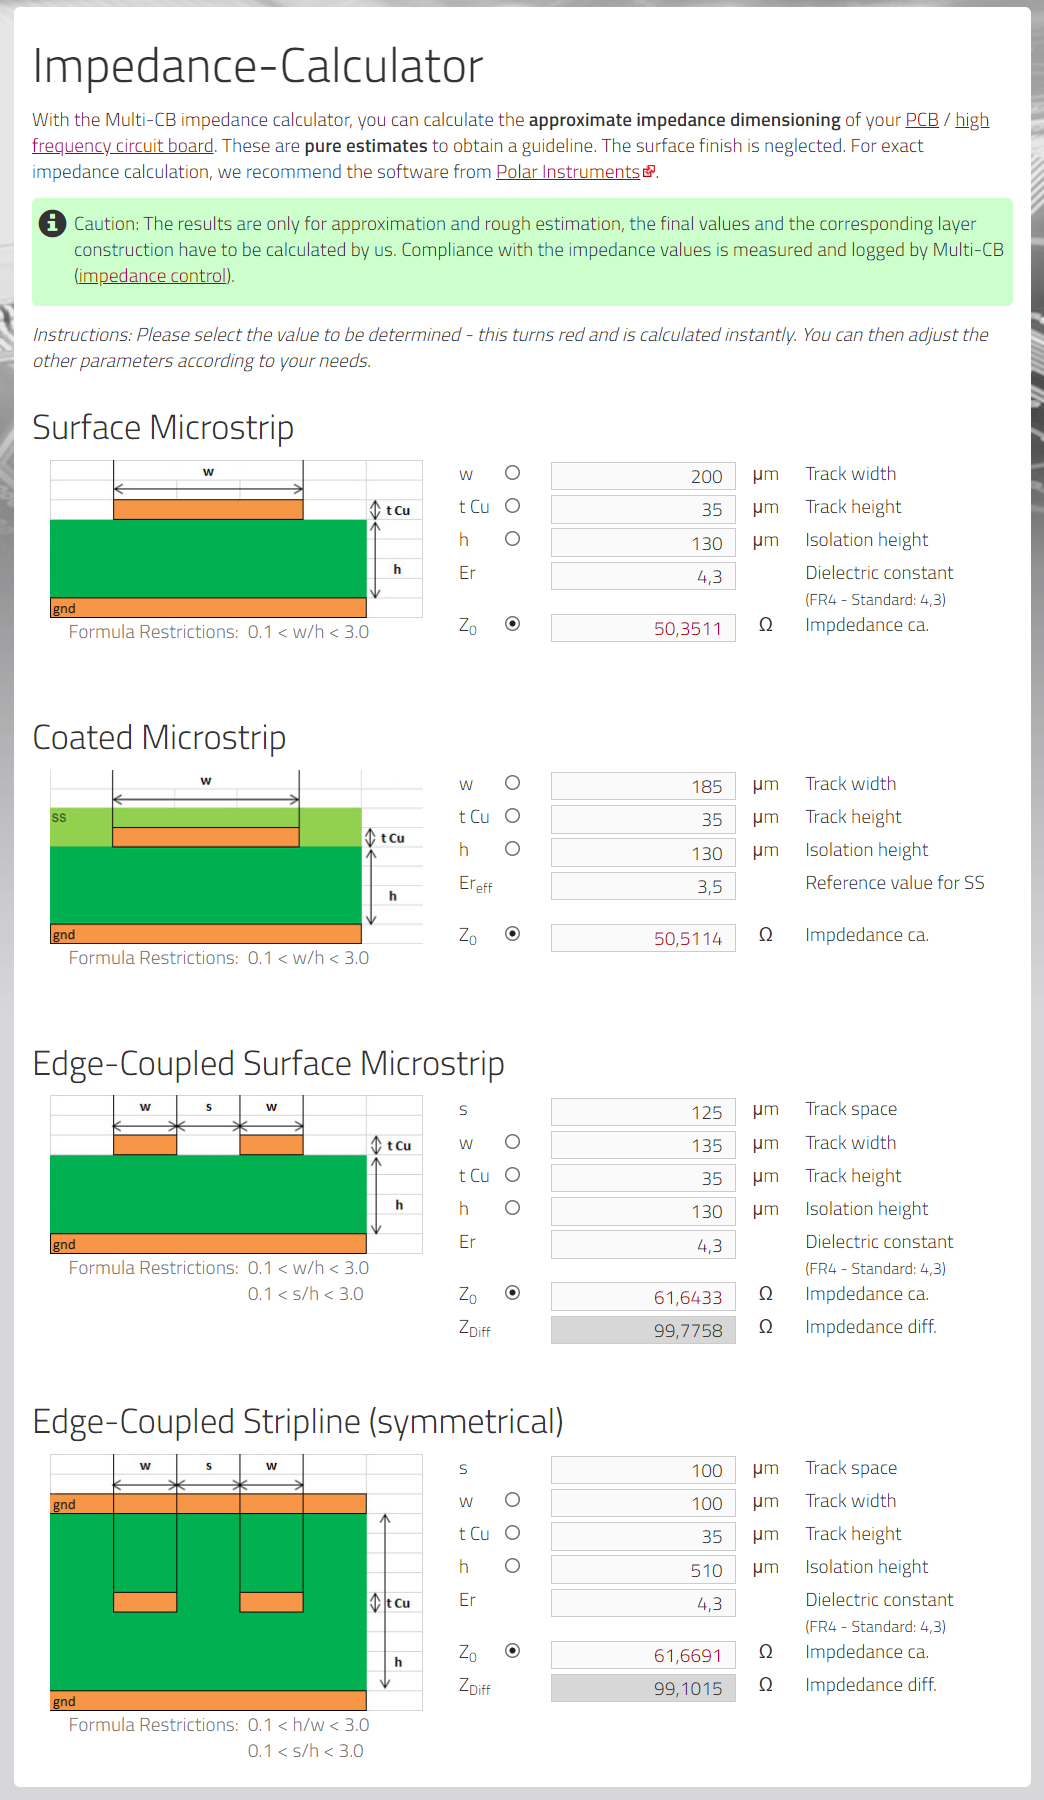 Impedance-Calculator
With the Multi-CB impedance calculator, you can calculate the approximate impedance dimensioning of your PCB / high
frequency circuit board. These are pure estimates to obtain a guideline. The surface finish is neglected. For exact
impedance calculation, we recommend the software from Polar Instruments.
Caution: The results are only for approximation and rough estimation, the final values and the corresponding layer
construction have to be calculated by us. Compliance with the impedance values is measured and logged by Multi-CB
(impedance control).
Instructions: Please select the value to be determined - this turns red and is calculated instantly. You can then adjust the
other parameters according to your needs.
Surface Microstrip
w
t Cu
h
gnd
Formula Restrictions: 0.1 < w/h < 3.0
w 200 µm Track width
t Cu 35 µm Track height
h 130 µm Isolation height
Er 4,3 Dielectric constant
(FR4 - Standard: 4,3)
Z0 50,3511 Ω Impdedance ca.
Coated Microstrip
w
SS
t Cu
h
gnd
Formula Restrictions: 0.1 < w/h < 3.0
w 185 µm Track width
t Cu 35 µm Track height
h 130 µm Isolation height
Ereff 3,5 Reference value for SS
Z0 50,5114 Ω Impdedance ca.
Edge-Coupled Surface Microstrip
w s w
t Cu
h
gnd
Formula Restrictions: 0.1 < w/h < 3.0
0.1 < s/h < 3.0
s 125 µm Track space
w 135 µm Track width
t Cu 35 µm Track height
h 130 µm Isolation height
Er 4,3 Dielectric constant
(FR4 - Standard: 4,3)
Z0 61,6433 Ω Impdedance ca.
ZDiff 99,7758 Ω Impdedance diff.
Edge-Coupled Stripline (symmetrical)
w s w
gnd
t Cu
h
gnd
Formula Restrictions: 0.1 < h/w < 3.0
0.1 < s/h < 3.0
s 100 µm Track space
w 100 µm Track width
t Cu 35 µm Track height
h 510 µm Isolation height
Er 4,3 Dielectric constant
(FR4 - Standard: 4,3)
Z0 61,6691 Ω Impdedance ca.
ZDiff 99,1015 Ω Impdedance diff.